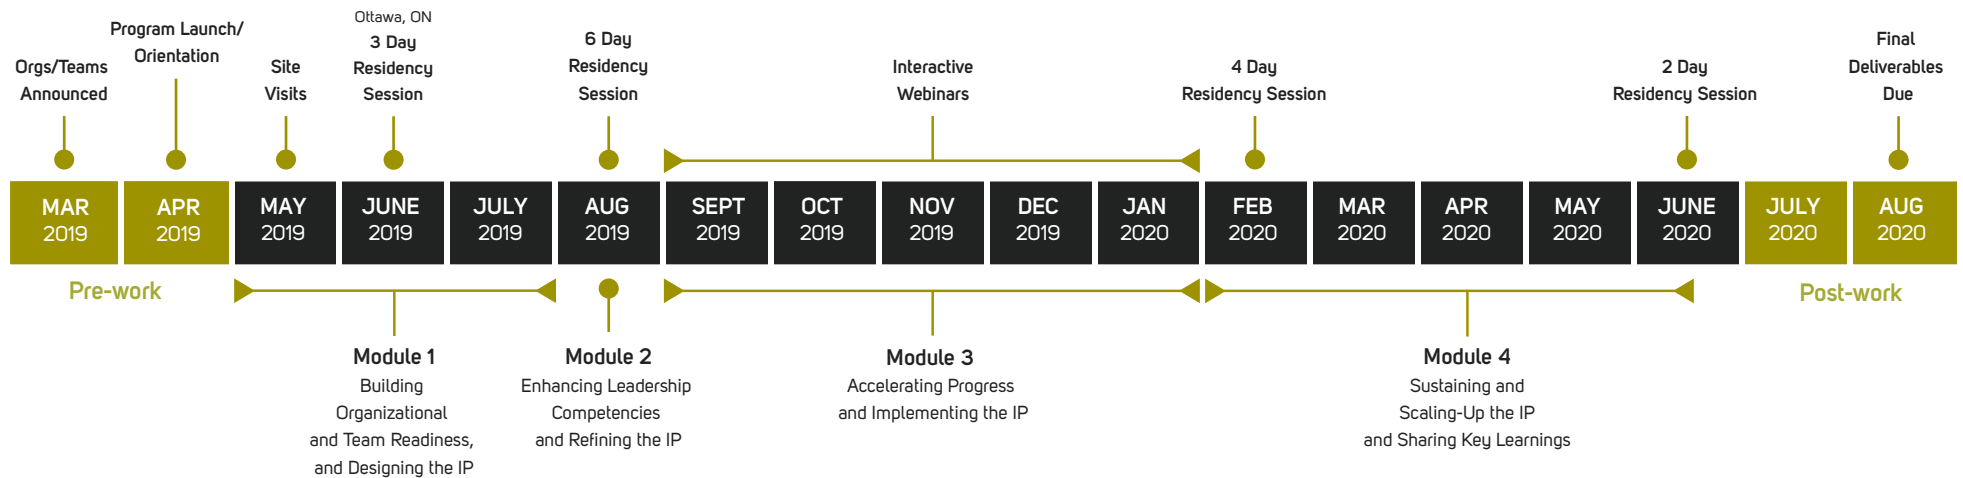 Orgs/Teams
Announced
Program Launch/
Orientation
Site
Visits
Ottawa, ON
3 Day
Residency
Session
6 Day
Residency
Session
Interactive
Webinars
4 Day
Residency Session
2 Day
Residency Session
Final
Deliverables
Due
MAR
2019
APR
2019
MAY
2019
JUNE
2019
JULY
2019
AUG
2019
SEPT
2019
OCT
2019
NOV
2019
DEC
2019
JAN
2020
FEB
2020
MAR
2020
APR
2020
MAY
2020
JUNE
2020
JULY
2020
AUG
2020
Pre-work
Post-work
Module 1
Building
Organizational
and Team Readiness,
and Designing the IP
Module 2
Enhancing Leadership
Competencies
and Refining the IP
Module 3
Accelerating Progress
and Implementing the IP
Module 4
Sustaining and
Scaling-Up the IP
and Sharing Key Learnings